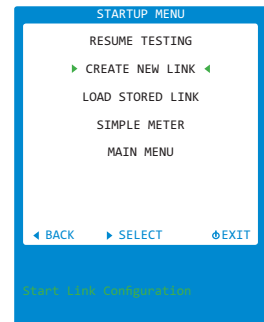 STARTUP MENU
RESUME TESTING
CREATE NEW LINK
LOAD STORED LINK
SIMPLE METER
MAIN MENU
BACK SELECT EXIT
Start Link Configuration